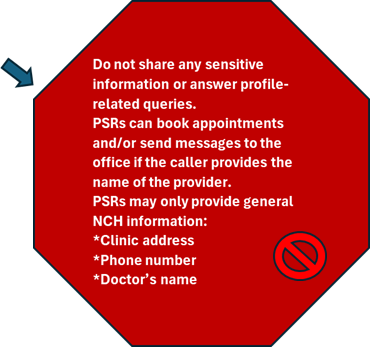 Do not share any sensitive
information or answer profile-
related queries.
PSRs can book appointments
and/or send messages to the
office if the caller provides the
name of the provider.
PSRs may only provide general
NCH information:
*Clinic address
*Phone number
*Doctor’s name